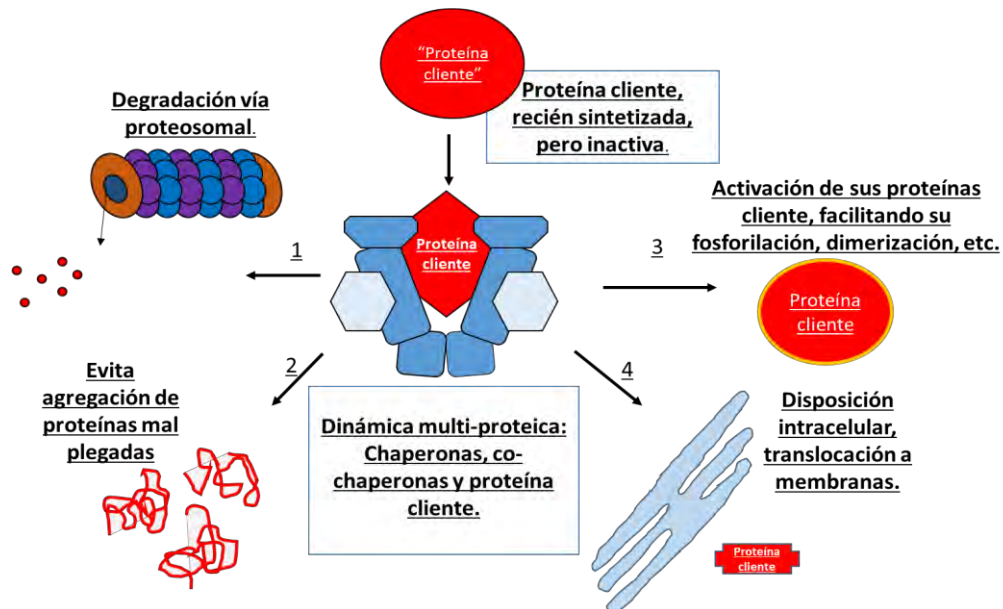 “Proteína
cliente”
Proteína cliente,
recién sintetizada,
pero inactiva.
Degradación vía
proteosomal.
Activación de sus proteínas
cliente, facilitando su
fosforilación, dimerización, etc.
Proteína
cliente
1
3
Proteína
cliente
2
4
Evita
agregación de
proteínas mal
plegadas
Dinámica multi-proteica:
Chaperonas, co-
chaperonas y proteína
cliente.
Disposición
intracelular,
translocación a
membranas.
Proteína
cliente